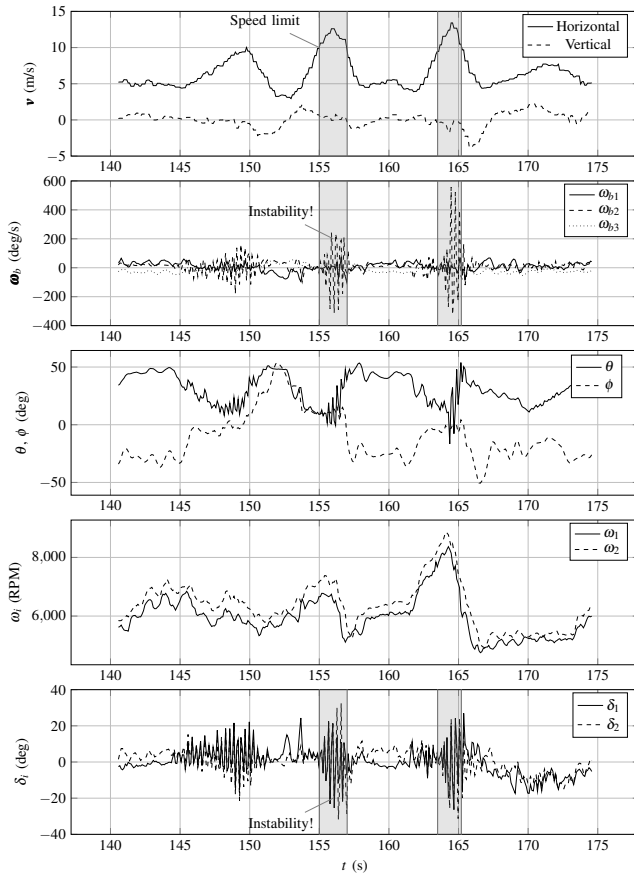 Speed limit
Horizontal
Vertical
15
10
5
0
−5
v (m/s)
140 145 150 155 160 165 170 175
600
400
200
0
−200
−400
ω_b (deg/s)
Instability!
ω_b1
ω_b2
ω_b3
140 145 150 155 160 165 170 175
50
0
−50
θ, ϕ (deg)
θ
ϕ
140 145 150 155 160 165 170 175
8,000
6,000
ω_i (RPM)
ω_1
ω_2
140 145 150 155 160 165 170 175
40
20
0
−20
−40
δ_i (deg)
δ_1
δ_2
Instability!
140 145 150 155 160 165 170 175
t (s)